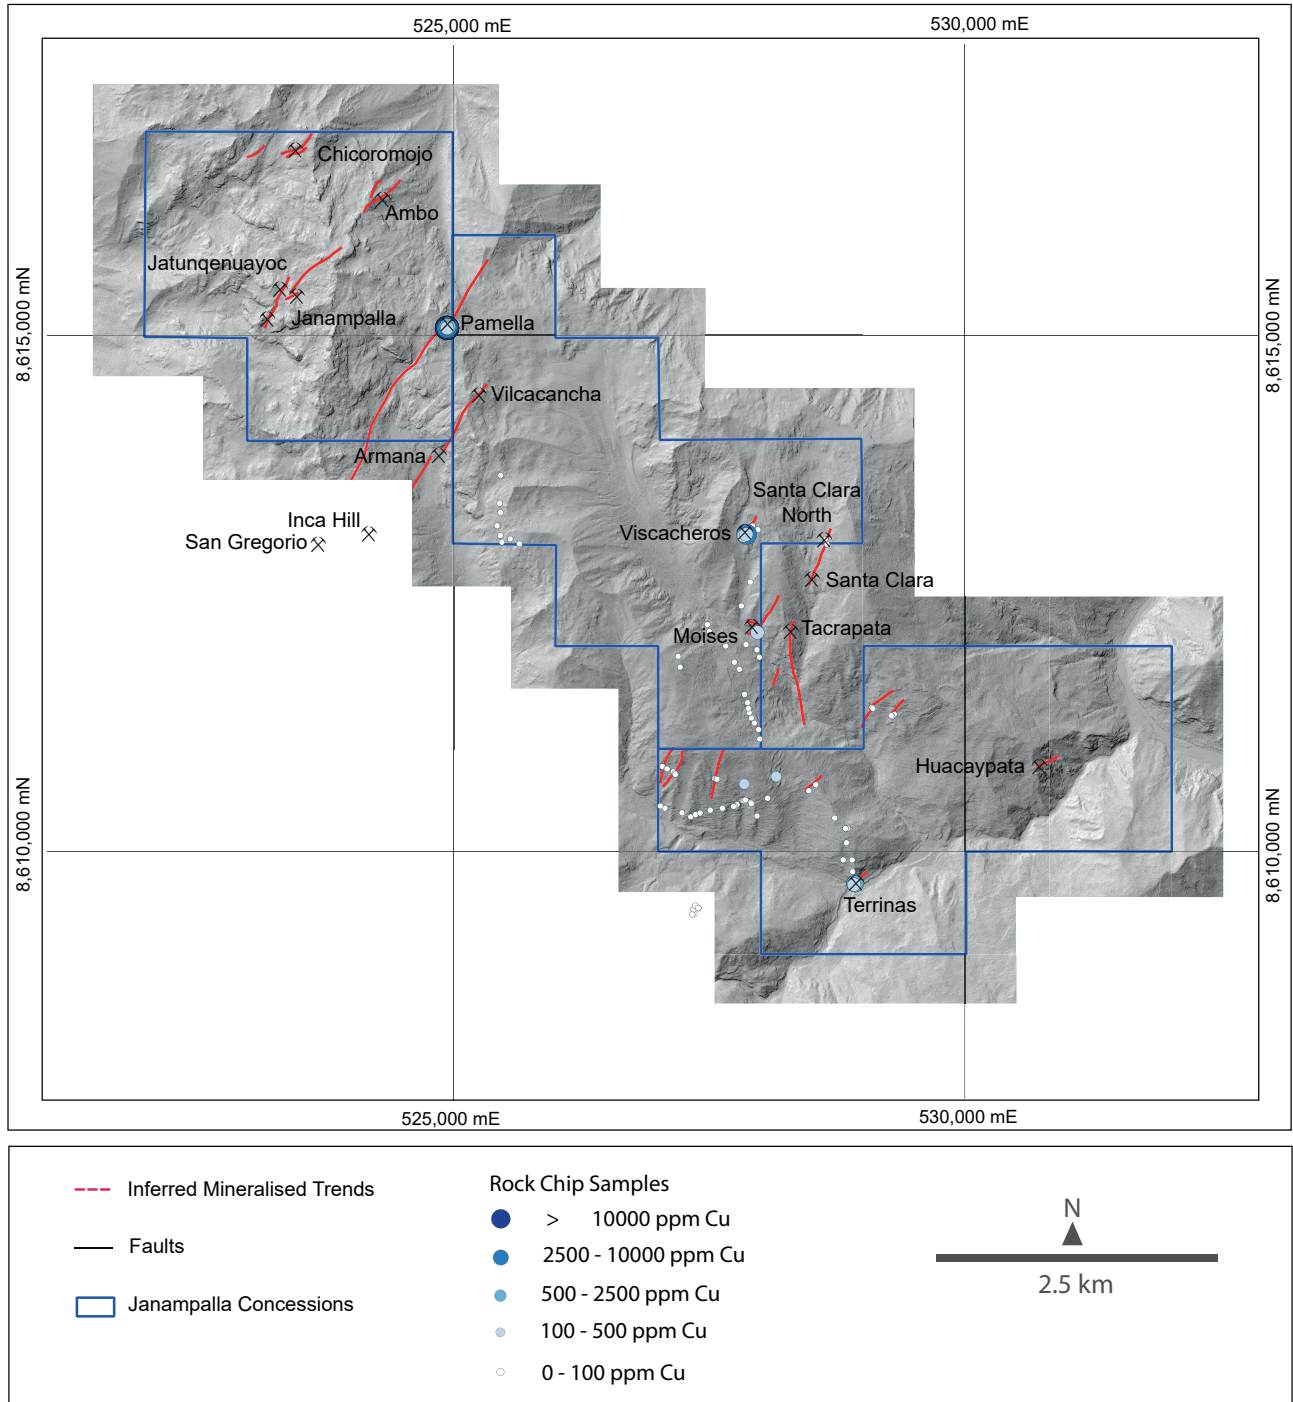 525,000 mE
530,000 mE
Chicoromojo
Ambo
Jatunqenuayoc
Janampalla
Pamella
8,615,000 mN
8,615,000 mN
Vilcacancha
Armana
Santa Clara
North
Inca Hill
San Gregorio
Viscacheros
Santa Clara
Moises
Tacrapata
Huacaypata
8,610,000 mN
8,610,000 mN
Terrinas
525,000 mE
530,000 mE
Inferred Mineralised Trends
Faults
Janampalla Concessions
Rock Chip Samples
> 10000 ppm Cu
2500 - 10000 ppm Cu
500 - 2500 ppm Cu
100 - 500 ppm Cu
0 - 100 ppm Cu
N
2.5 km